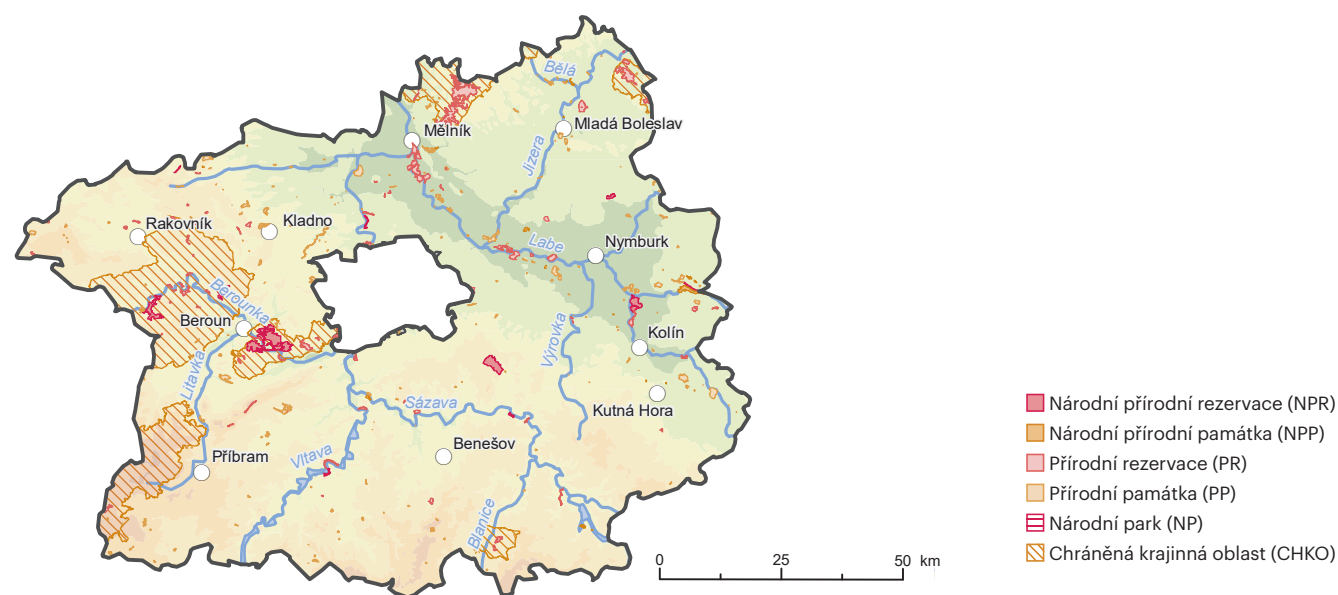 Bělá
Mělník
Mladá Boleslav
Jizera
Rakovník
Kladno
Labe
Nymburk
Berounka
Beroun
Výrovka
Kolín
Litavka
Sázava
Kutná Hora
Benešov
Vltava
Příbram
Blanice
0 25 50 km
Národní přírodní rezervace (NPR)
Národní přírodní památka (NPP)
Přírodní rezervace (PR)
Přírodní památka (PP)
Národní park (NP)
Chráněná krajinná oblast (CHKO)